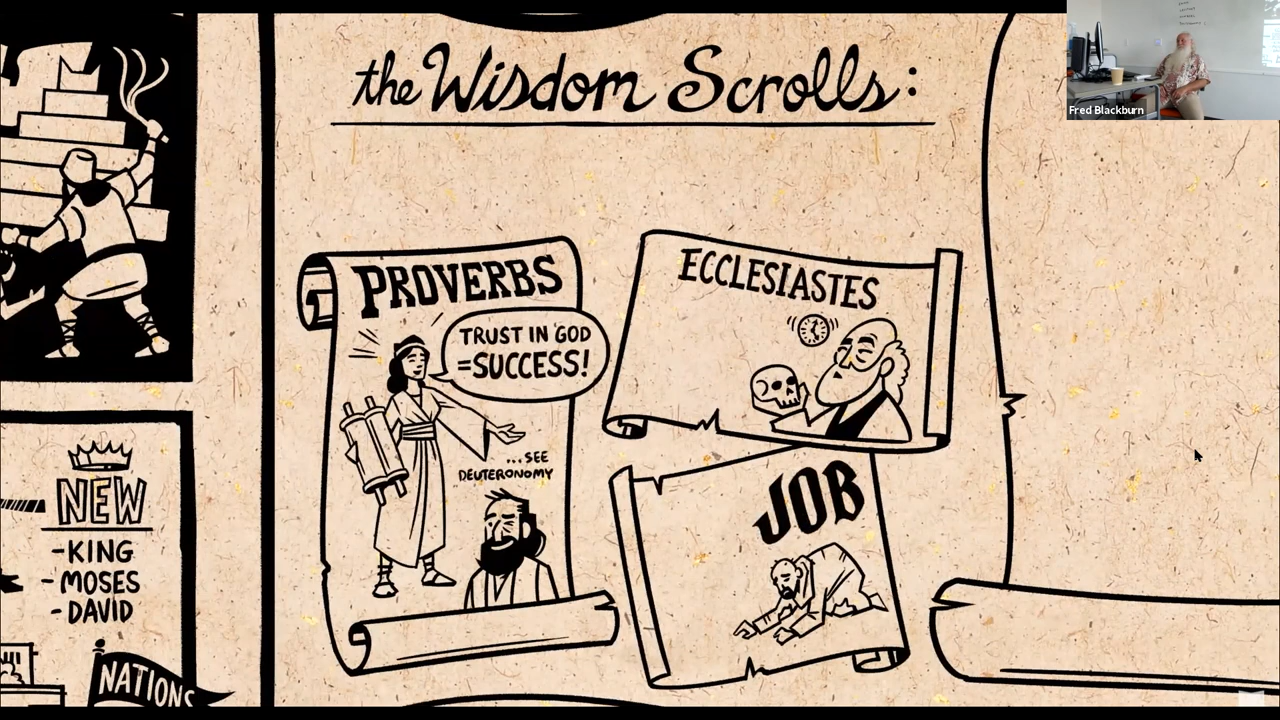 the Wisdom Scrolls:
PROVERBS
TRUST IN GOD
=SUCCESS!
...SEE
DEUTERONOMY
ECCLESIASTES
JOB
NEW
-KING
-MOSES
-DAVID
NATIONS
Fred Blackburn